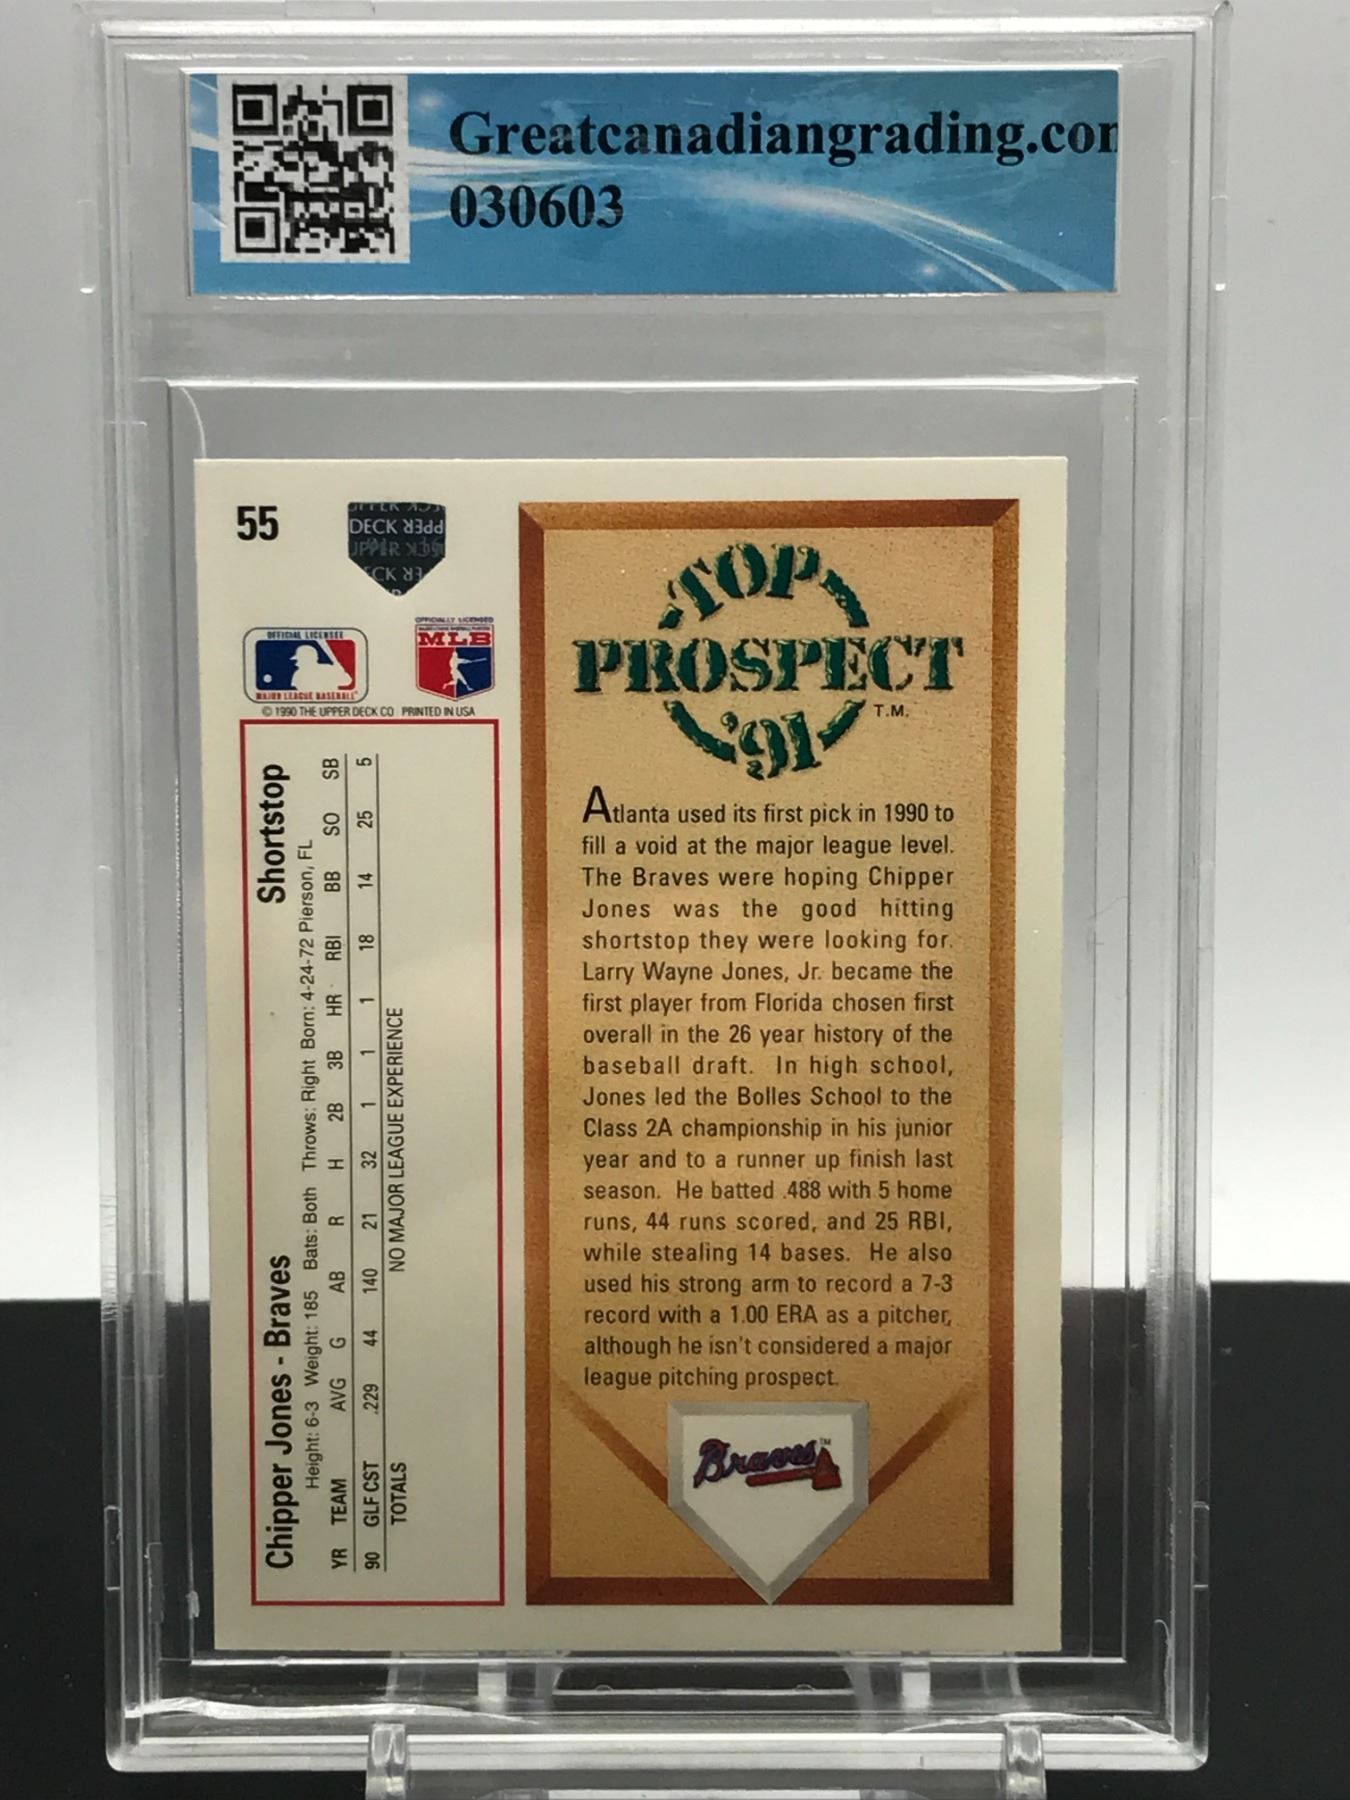 Greatcanadiangrading.com
030603
55
UPPER DECK
OFFICIAL LICENSEE
MAJOR LEAGUE BASEBALL
OFFICIALLY LICENSED
MLB
© 1990 THE UPPER DECK CO PRINTED IN USA
TOP
PROSPECT
'91
T.M.
Chipper Jones - Braves Shortstop
Height: 6-3 Weight: 185 Bats: Both Throws: Right Born: 4-24-72 Pierson, FL
YR TEAM AVG G AB R H 2B 3B HR RBI BB SO SB
90 GLF CST .229 44 140 21 32 1 1 1 18 14 25 5
TOTALS NO MAJOR LEAGUE EXPERIENCE
Atlanta used its first pick in 1990 to
fill a void at the major league level.
The Braves were hoping Chipper
Jones was the good hitting
shortstop they were looking for.
Larry Wayne Jones, Jr. became the
first player from Florida chosen first
overall in the 26 year history of the
baseball draft. In high school,
Jones led the Bolles School to the
Class 2A championship in his junior
year and to a runner up finish last
season. He batted .488 with 5 home
runs, 44 runs scored, and 25 RBI,
while stealing 14 bases. He also
used his strong arm to record a 7-3
record with a 1.00 ERA as a pitcher,
although he isn't considered a major
league pitching prospect.
Braves